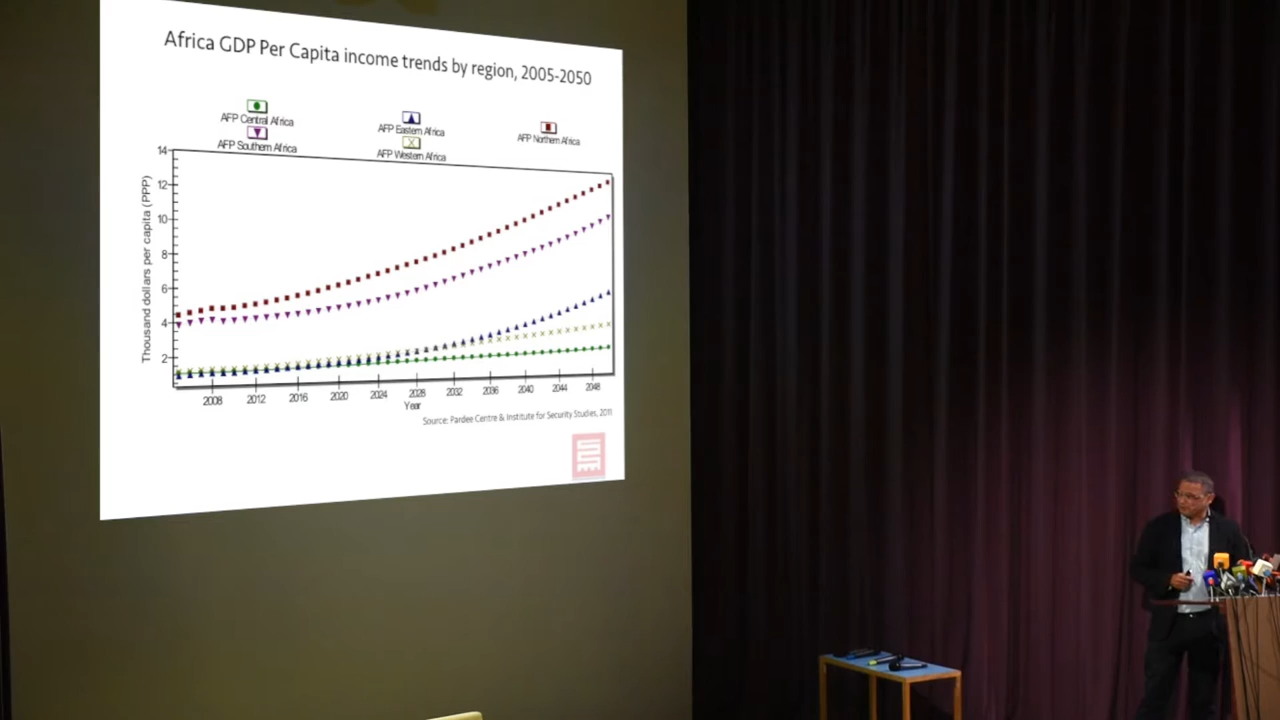 Africa GDP Per Capita income trends by region, 2005-2050
AFP Central Africa
AFP Eastern Africa
AFP Northern Africa
AFP Southern Africa
AFP Western Africa
14
12
10
8
6
4
2
Thousand dollars per capita (PPP)
2008 2012 2016 2020 2024 2028 2032 2036 2040 2044 2048
Year
Source: Pardee Centre & Institute for Security Studies, 2011